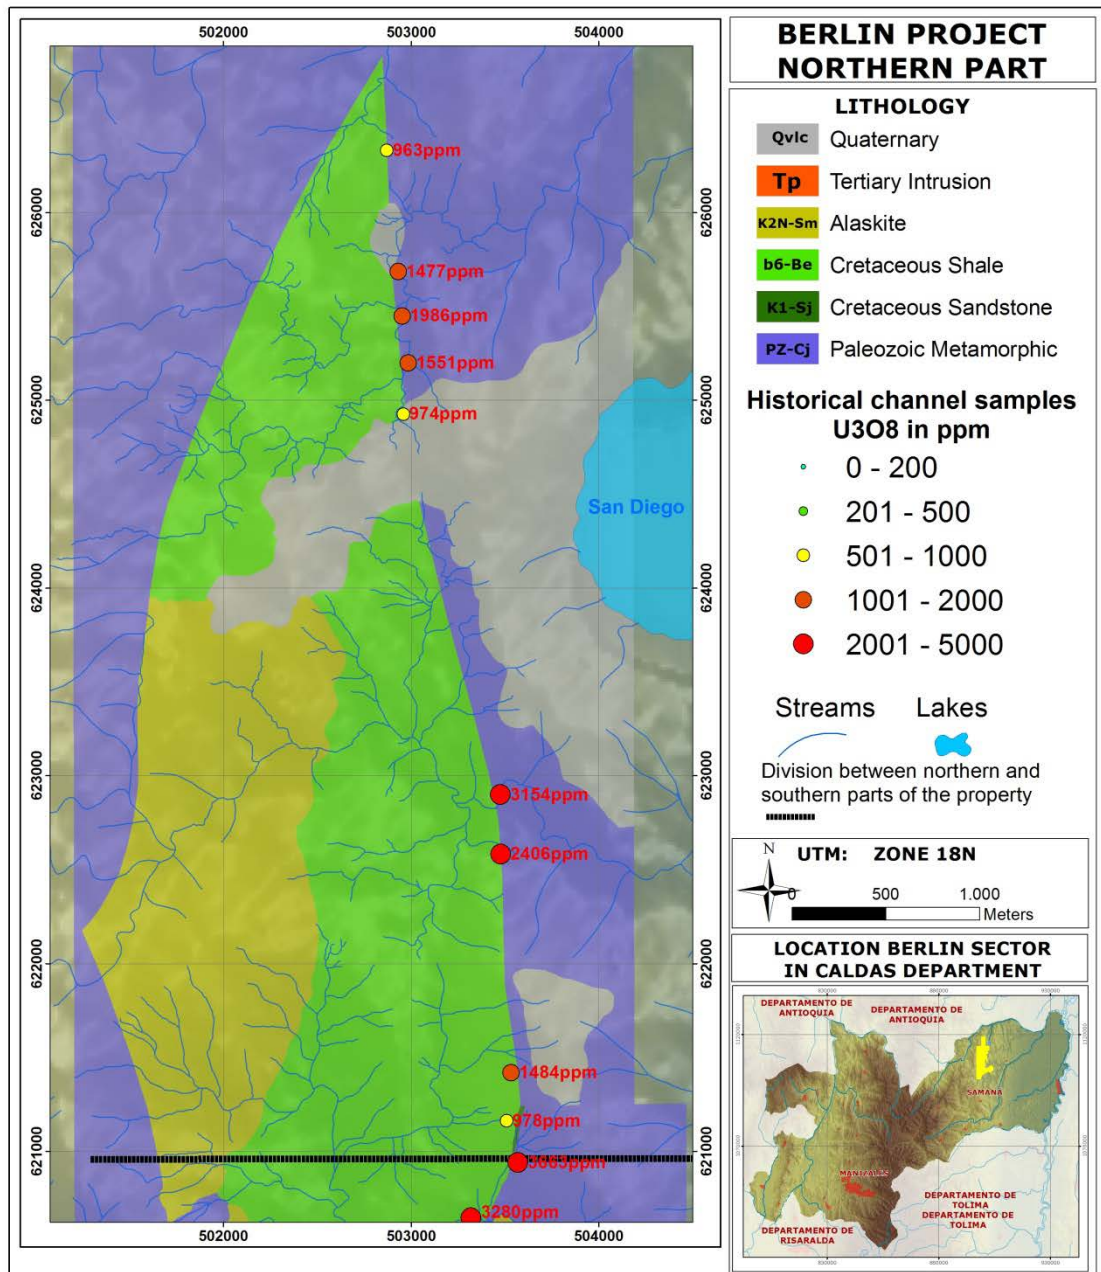 502000
503000
504000
626000
625000
624000
623000
622000
621000
963ppm
1477ppm
1986ppm
1551ppm
974ppm
San Diego
3154ppm
2406ppm
1484ppm
978ppm
3280ppm
626000
625000
624000
623000
622000
621000
502000
503000
504000
BERLIN PROJECT
NORTHERN PART
LITHOLOGY
Qvlc Quaternary
Tp Tertiary Intrusion
K2N-Sm Alaskite
b6-Be Cretaceous Shale
K1-Sj Cretaceous Sandstone
PZ-Cj Paleozoic Metamorphic
Historical channel samples
U3O8 in ppm
0 - 200
201 - 500
501 - 1000
1001 - 2000
2001 - 5000
Streams Lakes
Division between northern and
southern parts of the property
UTM: ZONE 18N
N
0 500 1.000
Meters
LOCATION BERLIN SECTOR
IN CALDAS DEPARTMENT
DEPARTAMENTO DE
ANTIOQUIA
DEPARTAMENTO DE
ANTIOQUIA
SAMANA
MANIZALES
DEPARTAMENTO DE
TOLIMA
DEPARTAMENTO DE
TOLIMA
DEPARTAMENTO DE
RISARALDA